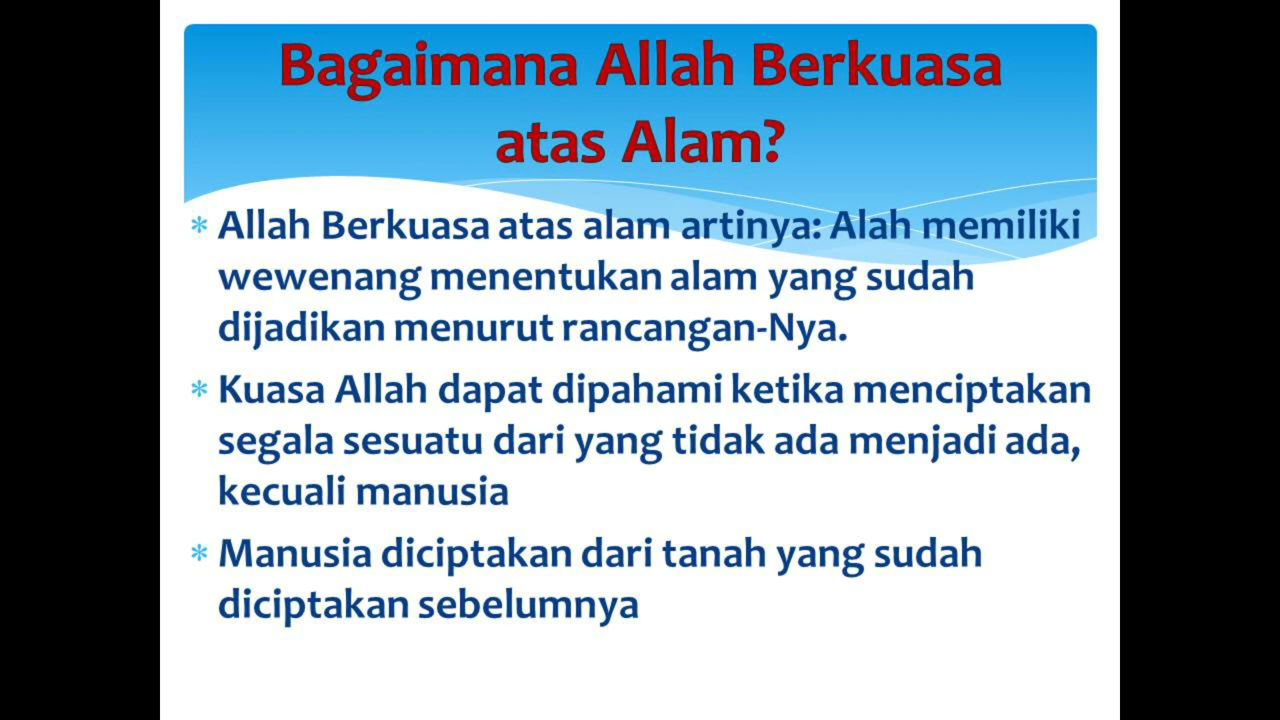 Bagaimana Allah Berkuasa
atas Alam?
* Allah Berkuasa atas alam artinya: Alah memiliki
wewenang menentukan alam yang sudah
dijadikan menurut rancangan-Nya.
* Kuasa Allah dapat dipahami ketika menciptakan
segala sesuatu dari yang tidak ada menjadi ada,
kecuali manusia
* Manusia diciptakan dari tanah yang sudah
diciptakan sebelumnya